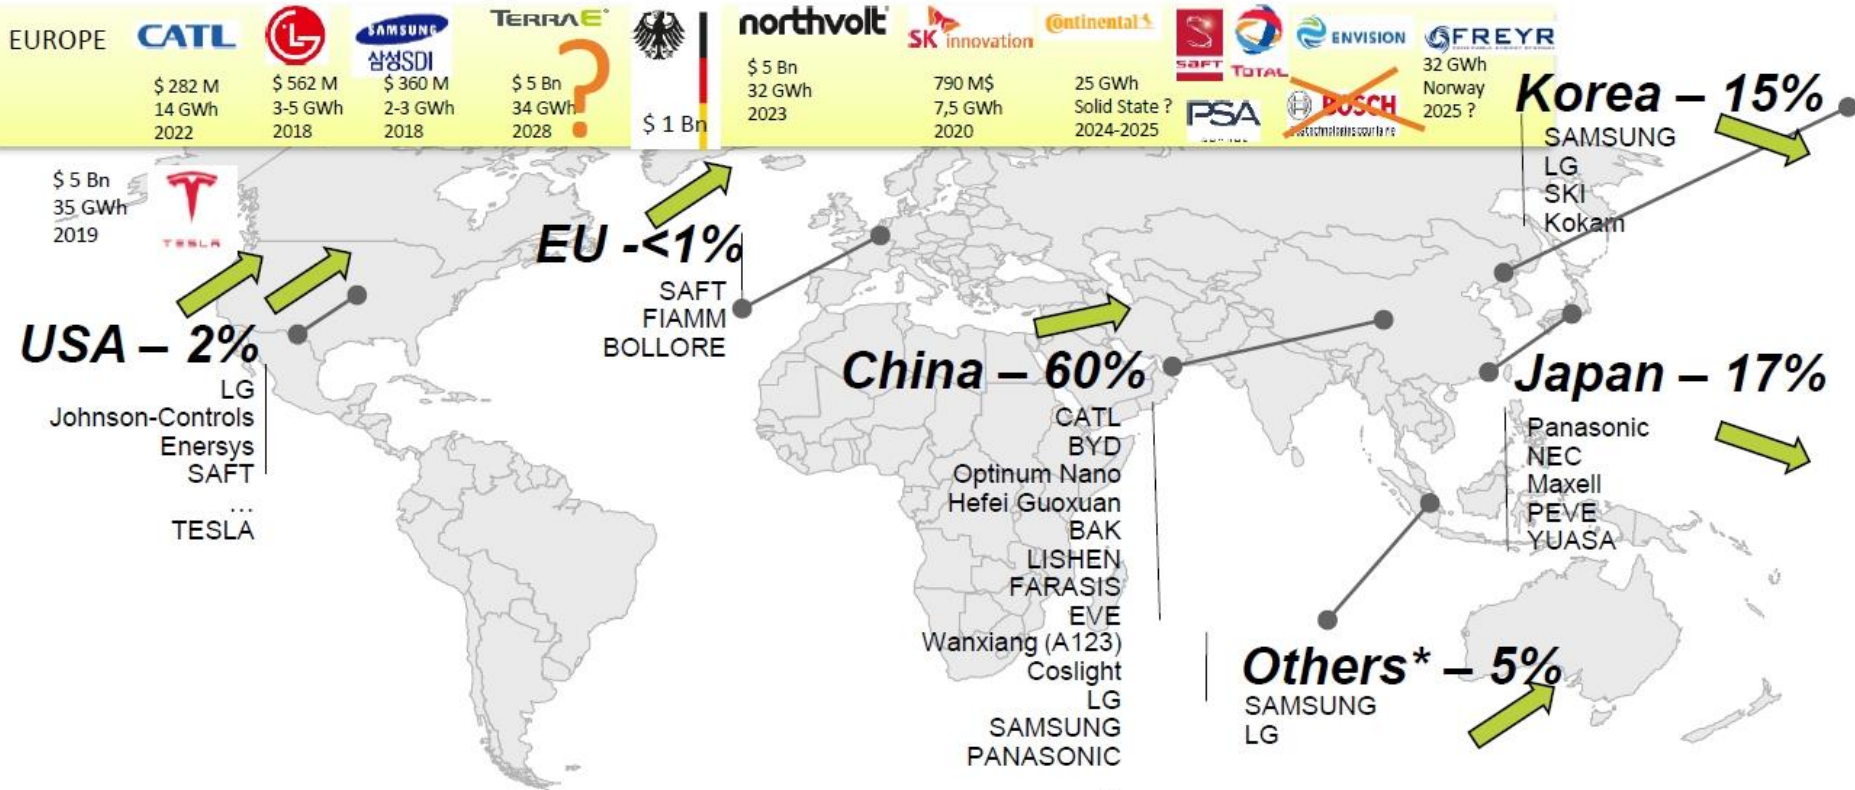 EUROPE
CATL
$ 282 M
14 GWh
2022
LG
$ 562 M
3-5 GWh
2018
SAMSUNG
삼성SDI
$ 360 M
2-3 GWh
2018
TERRAE
$ 5 Bn
34 GWh
2028
?
$ 1 Bn
northvolt
$ 5 Bn
32 GWh
2023
SK innovation
790 M$
7,5 GWh
2020
Continental
25 GWh
Solid State ?
2024-2025
S
SAFT
TOTAL
PSA
ENVISION
BOSCH
FREYR
32 GWh
Norway
2025 ?
$ 5 Bn
35 GWh
2019
TESLA
USA – 2%
LG
Johnson-Controls
Enersys
SAFT
...
TESLA
EU -<1%
SAFT
FIAMM
BOLLORE
China – 60%
CATL
BYD
Optinum Nano
Hefei Guoxuan
BAK
LISHEN
FARASIS
EVE
Wanxiang (A123)
Coslight
LG
SAMSUNG
PANASONIC
Korea – 15%
SAMSUNG
LG
SKI
Kokam
Japan – 17%
Panasonic
NEC
Maxell
PEVE
YUASA
Others* – 5%
SAMSUNG
LG